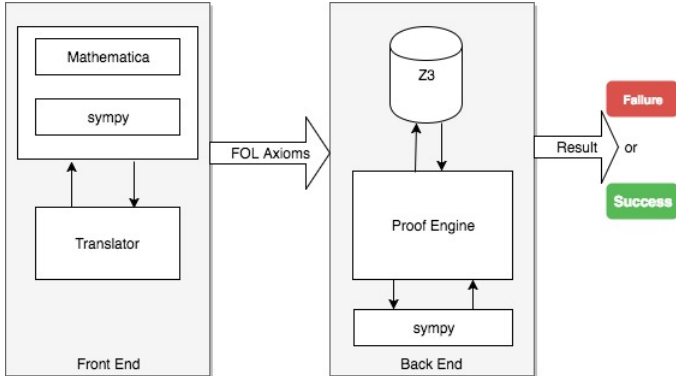 Mathematica
sympy
Translator
Front End
FOL Axioms
Z3
Proof Engine
sympy
Back End
Result
or
Failure
Success